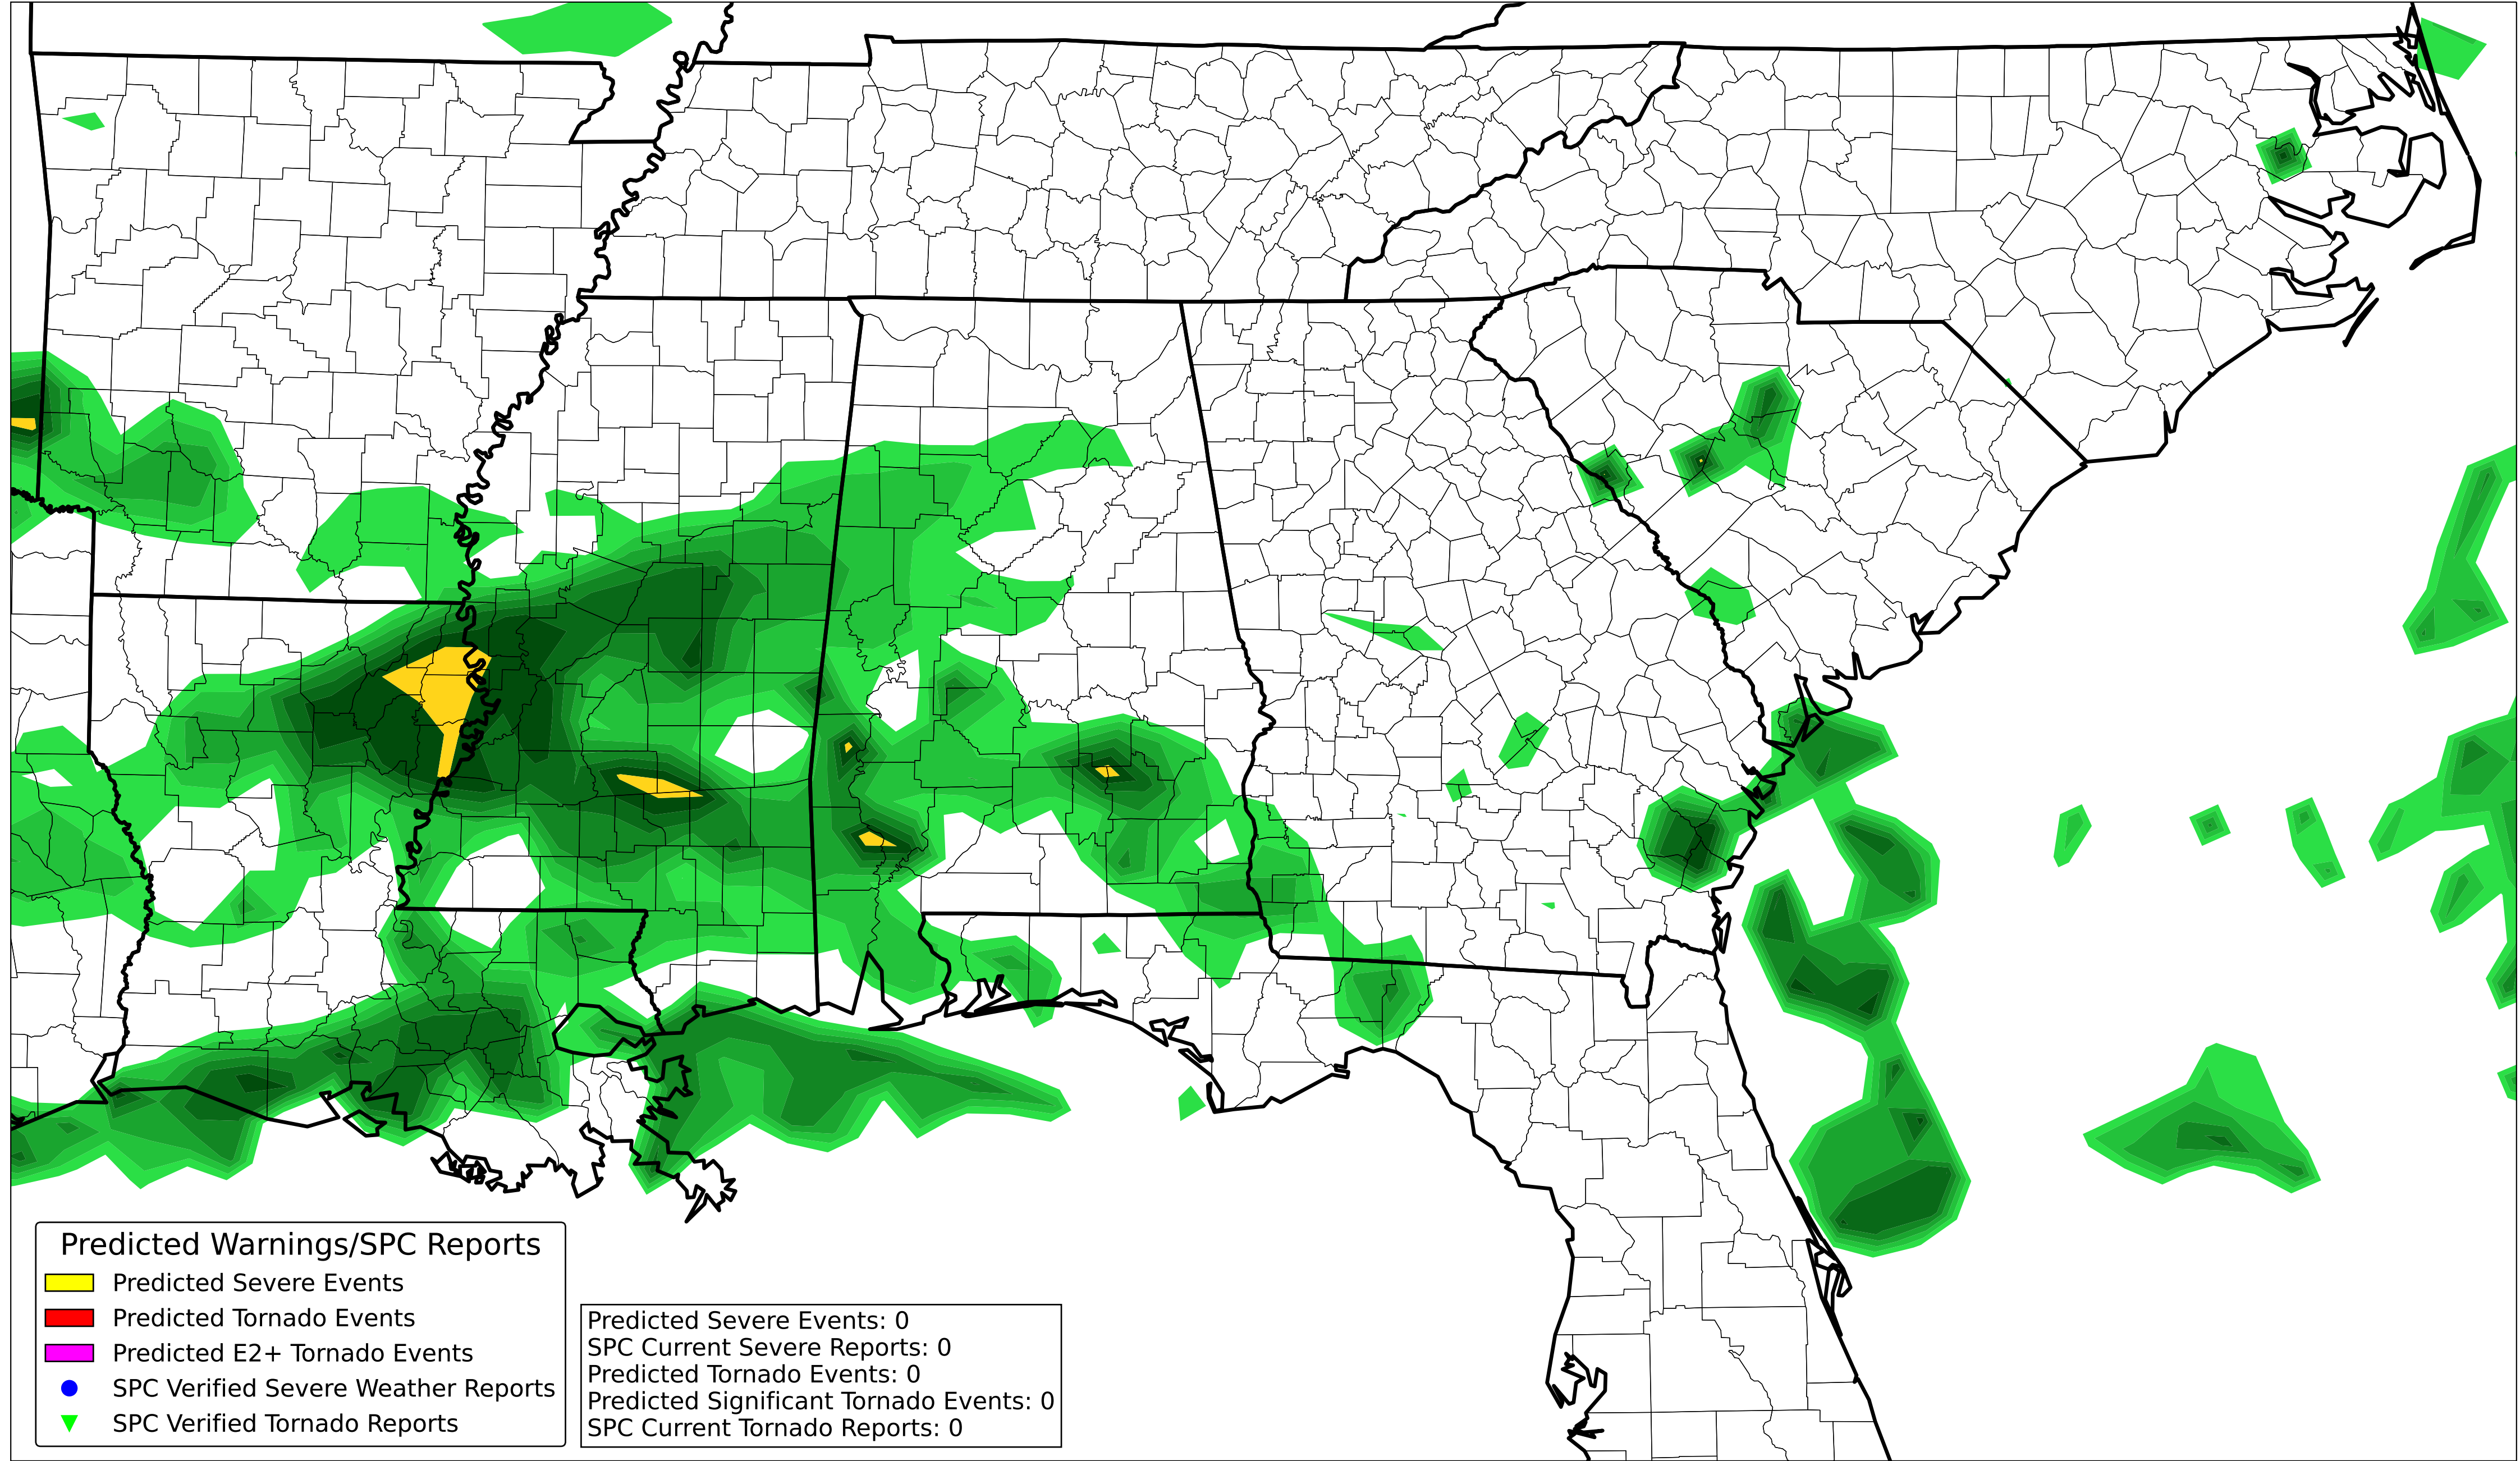 Predicted Warnings/SPC Reports
Predicted Severe Events
Predicted Tornado Events
Predicted E2+ Tornado Events
SPC Verified Severe Weather Reports
SPC Verified Tornado Reports
Predicted Severe Events: 0
SPC Current Severe Reports: 0
Predicted Tornado Events: 0
Predicted Significant Tornado Events: 0
SPC Current Tornado Reports: 0